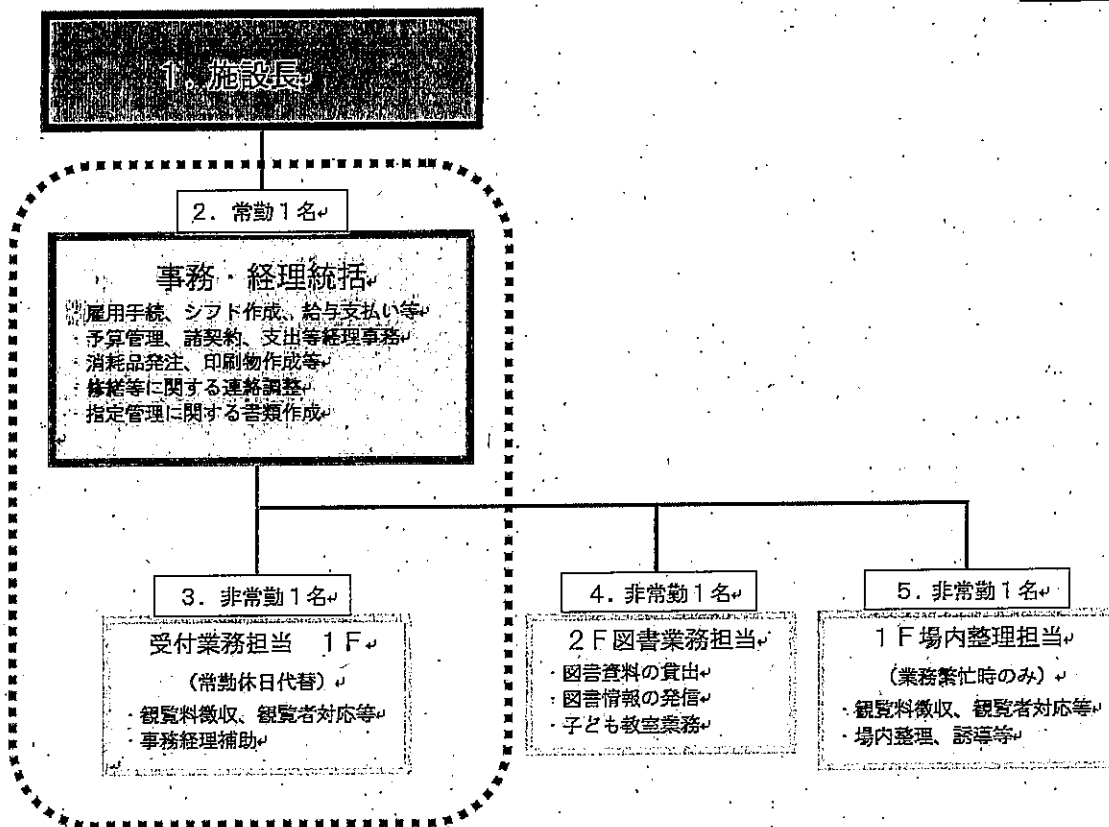 1．施設長
2．常勤1名
事務・経理統括
・雇用手続、シフト作成、給与支払い等
・予算管理、諸契約、支出等経理事務
・消耗品発注、印刷物作成等
・修繕等に関する連絡調整
・指定管理に関する書類作成
3．非常勤1名
受付業務担当　1F
（常勤休日代替）
・観覧料徴収、観覧者対応等
・事務経理補助
4．非常勤1名
2F図書業務担当
・図書資料の貸出
・図書情報の発信
・子ども教室業務
5．非常勤1名
1F場内整理担当
（業務繁忙時のみ）
・観覧料徴収、観覧者対応等
・場内整理、誘導等